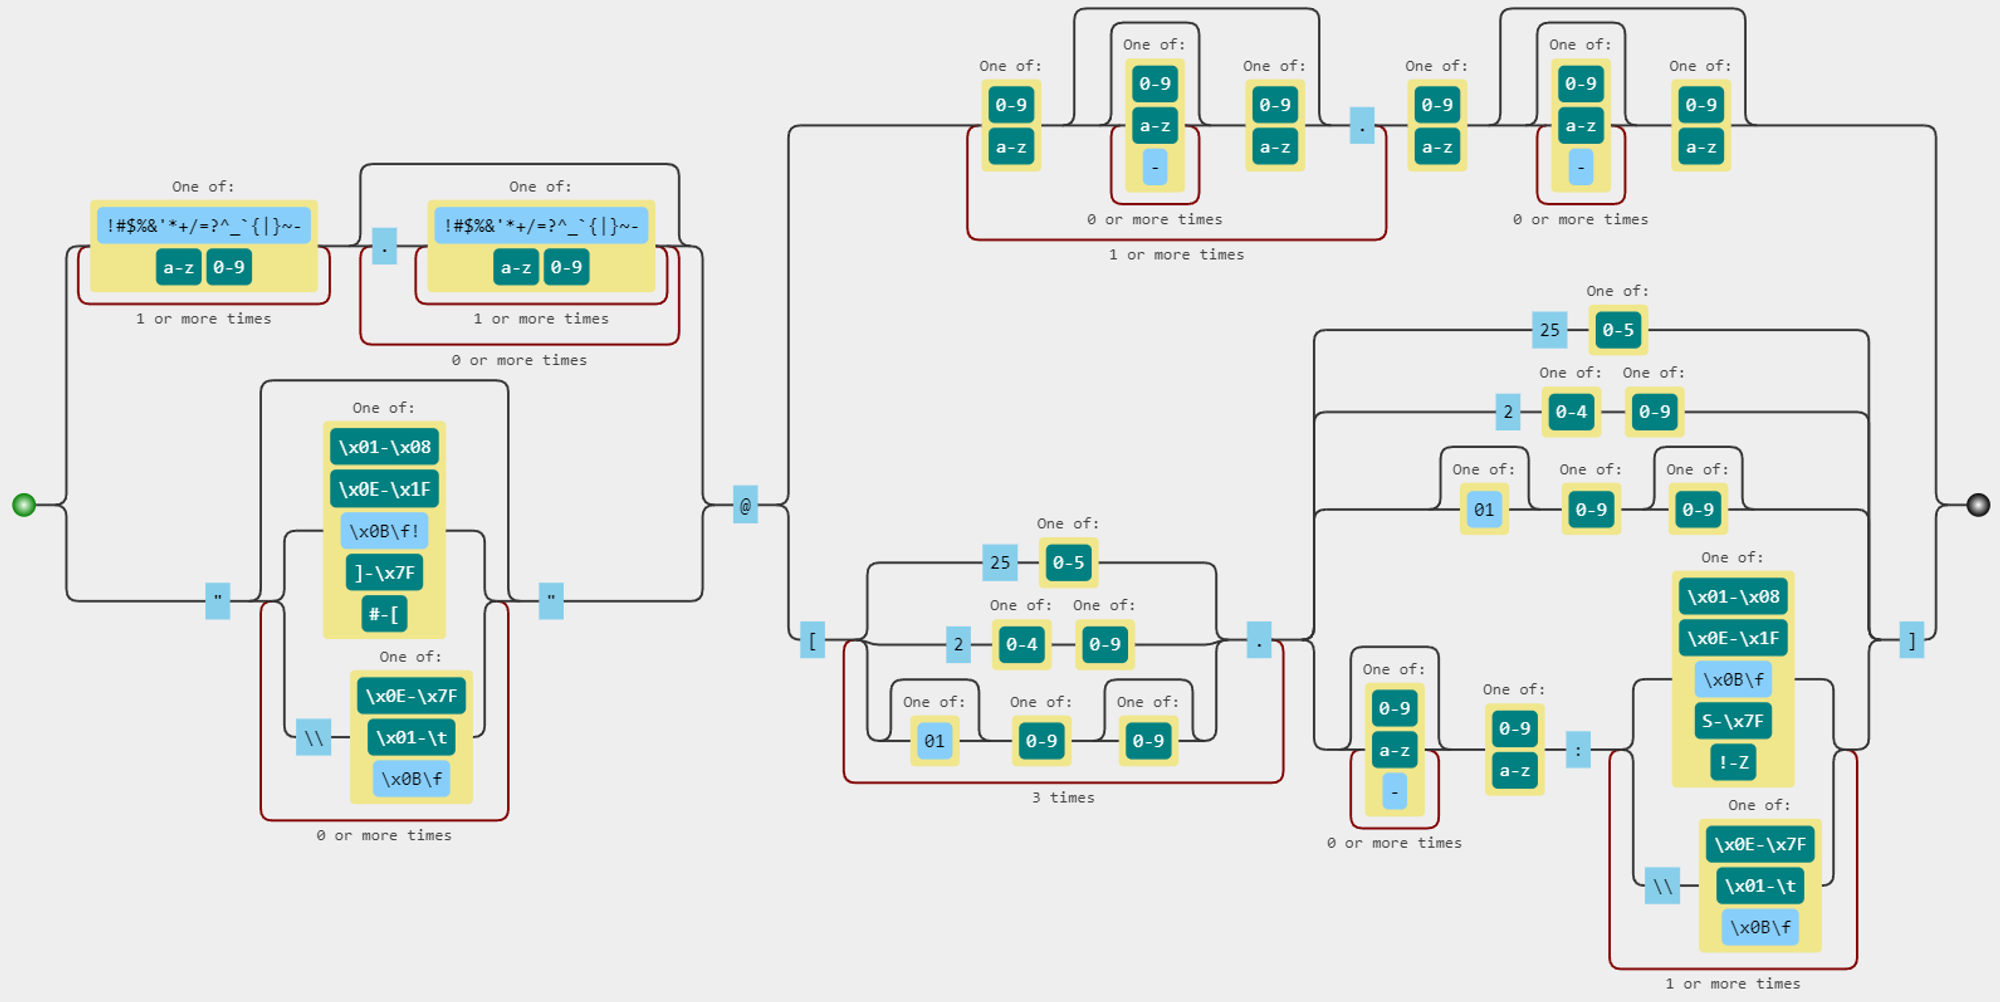 One of:
!#$%&'*+/=?^_`{|}~-
a-z 0-9
1 or more times
.
One of:
!#$%&'*+/=?^_`{|}~-
a-z 0-9
1 or more times
0 or more times
"
One of:
\x01-\x08
\x0E-\x1F
\x0B\f!
]-\x7F
#-[
\\
One of:
\x0E-\x7F
\x01-\t
\x0B\f
0 or more times
"
@
One of:
0-9
a-z
One of:
0-9
a-z
-
0 or more times
One of:
0-9
a-z
.
1 or more times
One of:
0-9
a-z
One of:
0-9
a-z
-
0 or more times
One of:
0-9
a-z
[
25
One of:
0-5
2
One of:
0-4
One of:
0-9
One of:
01
One of:
0-9
One of:
0-9
.
3 times
25
One of:
0-5
2
One of:
0-4
One of:
0-9
One of:
01
One of:
0-9
One of:
0-9
One of:
0-9
a-z
-
0 or more times
One of:
0-9
a-z
:
One of:
\x01-\x08
\x0E-\x1F
\x0B\f
S-\x7F
!-Z
\\
One of:
\x0E-\x7F
\x01-\t
\x0B\f
1 or more times
]